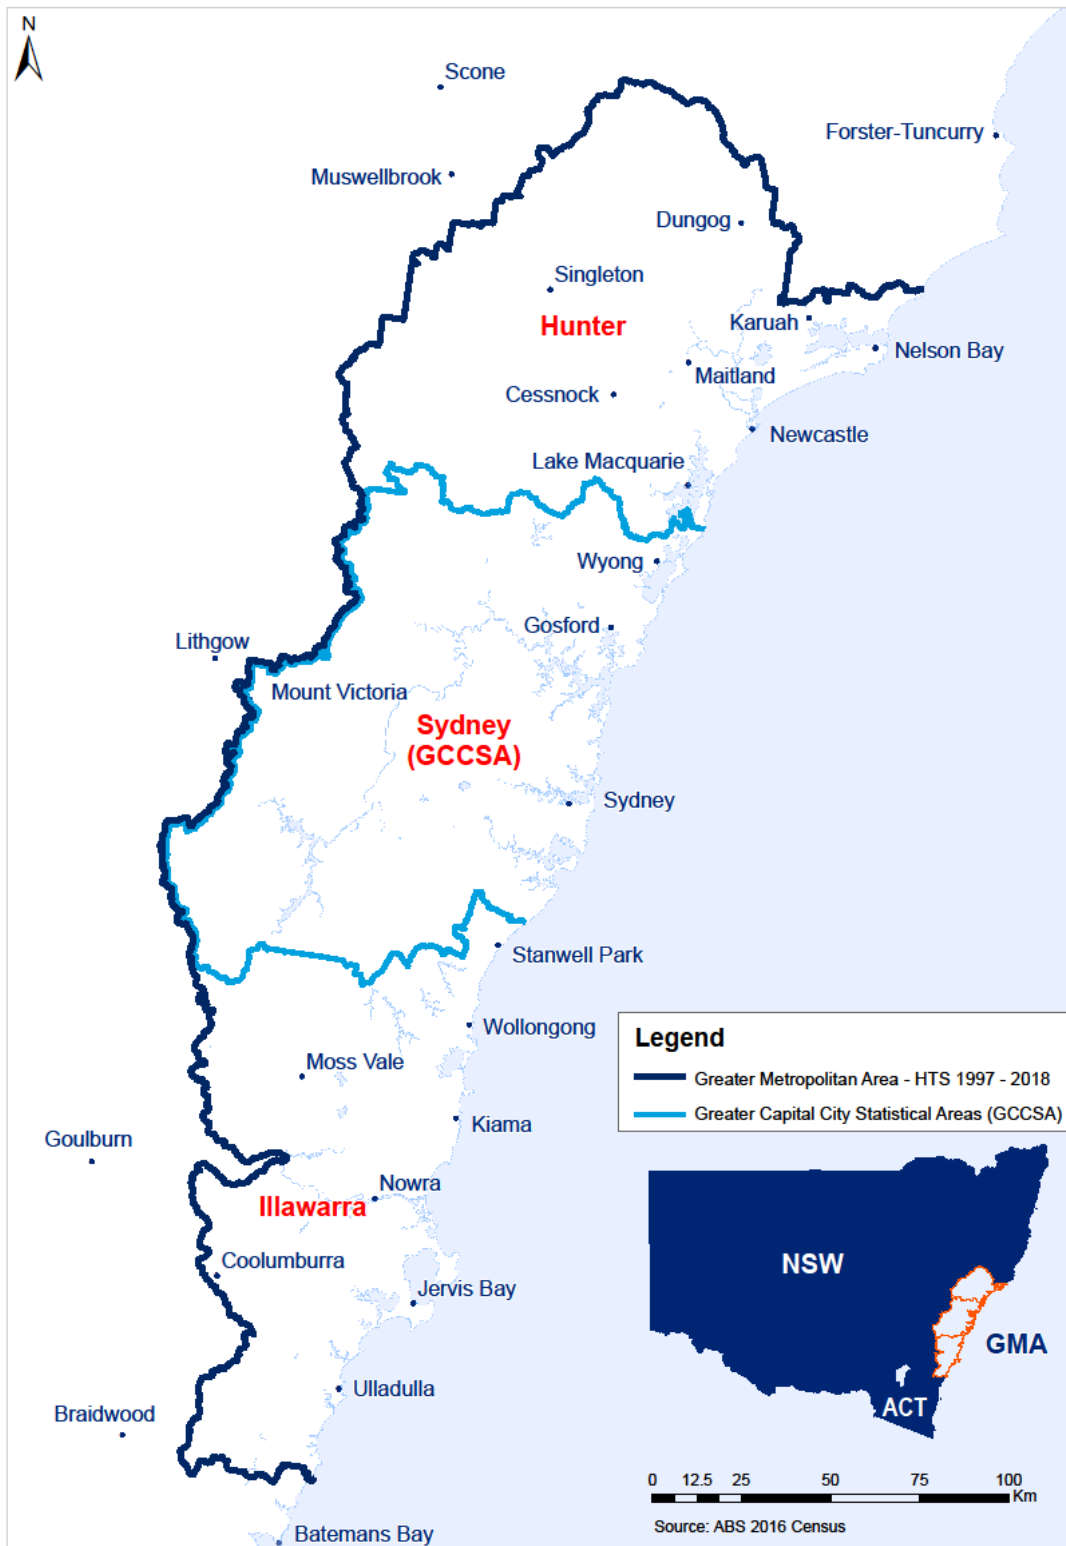 N
Scone
Forster-Tuncurry
Muswellbrook
Dungog
Singleton
Hunter
Karuah
Nelson Bay
Maitland
Cessnock
Newcastle
Lake Macquarie
Wyong
Gosford
Lithgow
Mount Victoria
Sydney
(GCCSA)
Sydney
Stanwell Park
Wollongong
Moss Vale
Kiama
Goulburn
Nowra
Illawarra
Coolumburra
Jervis Bay
Ulladulla
Braidwood
Batemans Bay
Legend
Greater Metropolitan Area - HTS 1997 - 2018
Greater Capital City Statistical Areas (GCCSA)
NSW
GMA
ACT
0 12.5 25 50 75 100
Km
Source: ABS 2016 Census